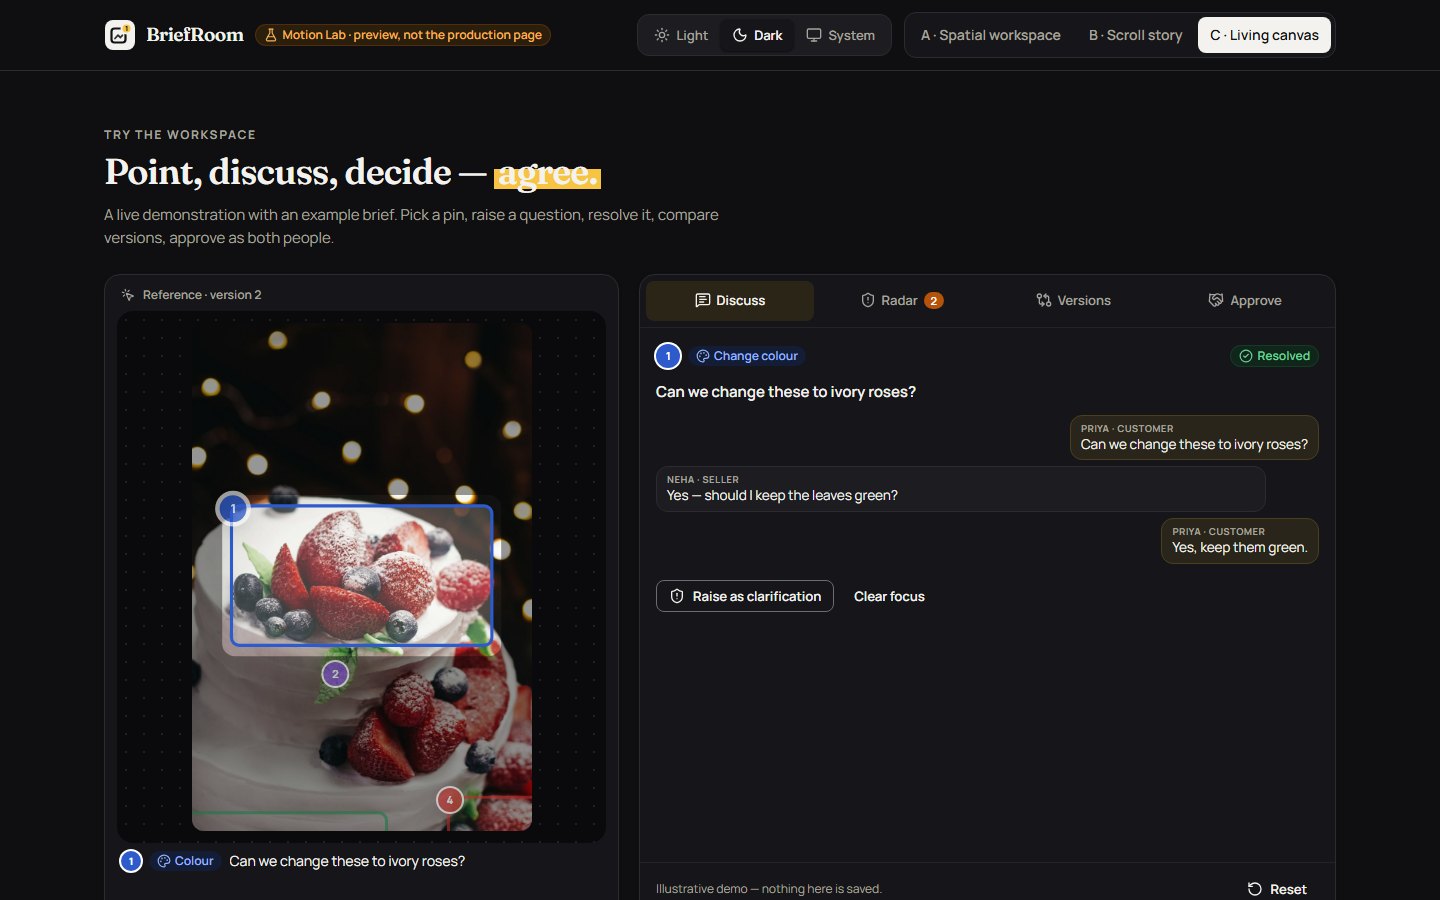 BriefRoom
Motion Lab · preview, not the production page
Light
Dark
System
A · Spatial workspace
B · Scroll story
C · Living canvas
TRY THE WORKSPACE
Point, discuss, decide — agree.
A live demonstration with an example brief. Pick a pin, raise a question, resolve it, compare
versions, approve as both people.
Reference · version 2
1
2
4
1 Colour Can we change these to ivory roses?
Discuss
Radar 2
Versions
Approve
1 Change colour
Resolved
Can we change these to ivory roses?
PRIYA · CUSTOMER
Can we change these to ivory roses?
NEHA · SELLER
Yes — should I keep the leaves green?
PRIYA · CUSTOMER
Yes, keep them green.
Raise as clarification
Clear focus
Illustrative demo — nothing here is saved.
Reset